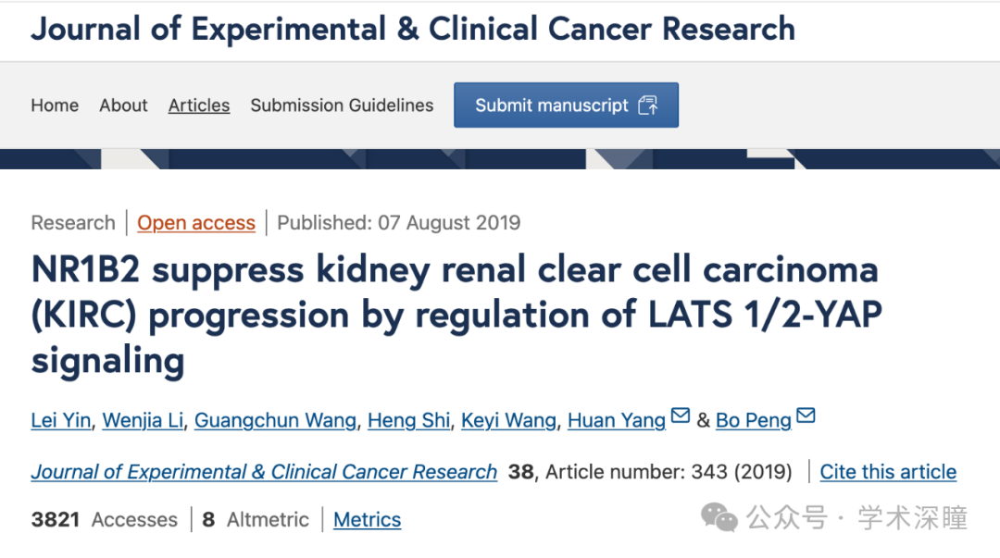 Journal of Experimental & Clinical Cancer Research
Home About Articles Submission Guidelines Submit manuscript
Research | Open access | Published: 07 August 2019
NR1B2 suppress kidney renal clear cell carcinoma
(KIRC) progression by regulation of LATS 1/2-YAP
signaling
Lei Yin, Wenjia Li, Guangchun Wang, Heng Shi, Keyi Wang, Huan Yang & Bo Peng
Journal of Experimental & Clinical Cancer Research 38, Article number: 343 (2019) | Cite this article
3821 Accesses | 8 Altmetric | Metrics
公众号 · 学术深瞳